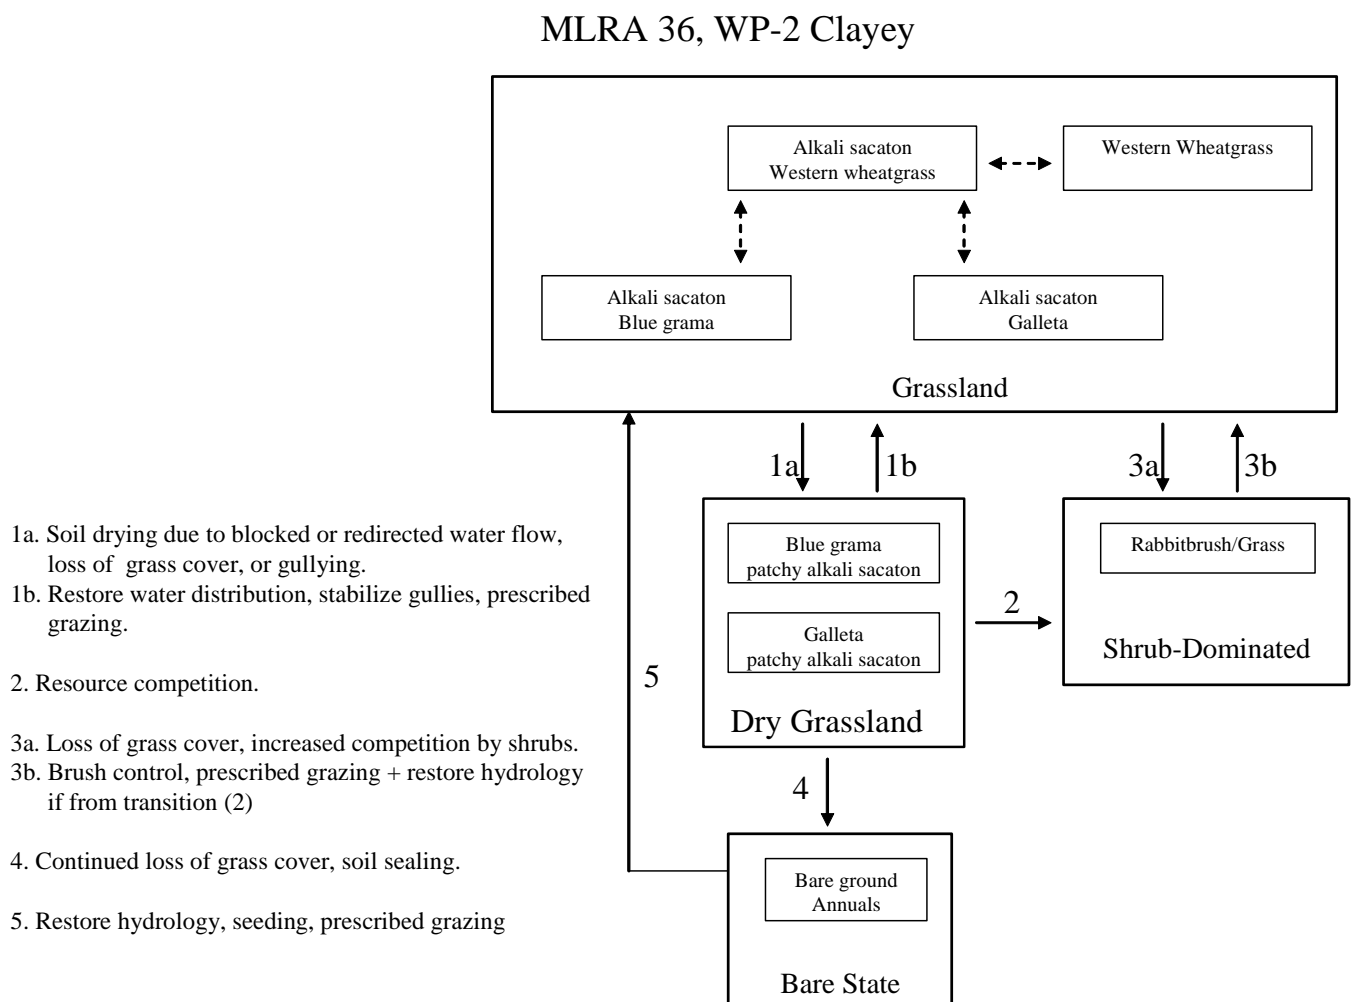 MLRA 36, WP-2 Clayey
Alkali sacaton
Western wheatgrass
Western Wheatgrass
Alkali sacaton
Blue grama
Alkali sacaton
Galleta
Grassland
1a
1b
3a
3b
1a. Soil drying due to blocked or redirected water flow,
loss of grass cover, or gullying.
1b. Restore water distribution, stabilize gullies, prescribed
grazing.
2. Resource competition.
3a. Loss of grass cover, increased competition by shrubs.
3b. Brush control, prescribed grazing + restore hydrology
if from transition (2)
4. Continued loss of grass cover, soil sealing.
5. Restore hydrology, seeding, prescribed grazing
5
Blue grama
patchy alkali sacaton
Galleta
patchy alkali sacaton
Dry Grassland
2
Rabbitbrush/Grass
Shrub-Dominated
4
Bare ground
Annuals
Bare State